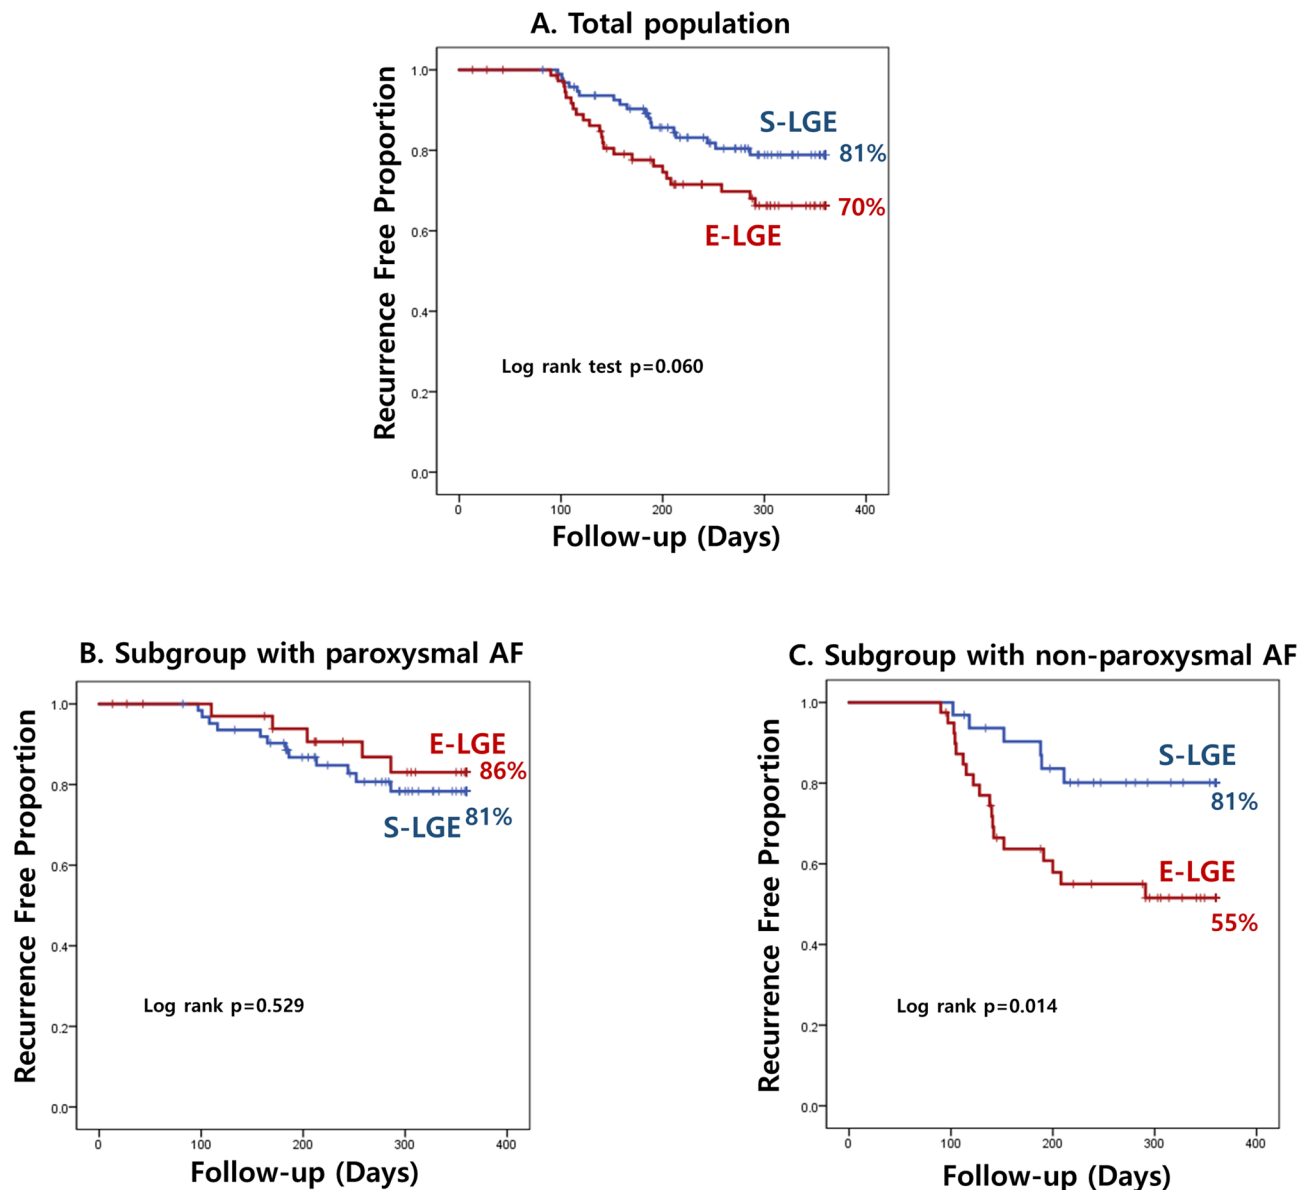 A. Total population
Recurrence Free Proportion
1.0
0.8
0.6
0.4
0.2
0.0
S-LGE
81%
70%
E-LGE
Log rank test p=0.060
0 100 200 300 400
Follow-up (Days)
B. Subgroup with paroxysmal AF
Recurrence Free Proportion
1.0
0.8
0.6
0.4
0.2
0.0
E-LGE
86%
S-LGE 81%
Log rank p=0.529
0 100 200 300 400
Follow-up (Days)
C. Subgroup with non-paroxysmal AF
Recurrence Free Proportion
1.0
0.8
0.6
0.4
0.2
0.0
S-LGE
81%
E-LGE
55%
Log rank p=0.014
0 100 200 300 400
Follow-up (Days)